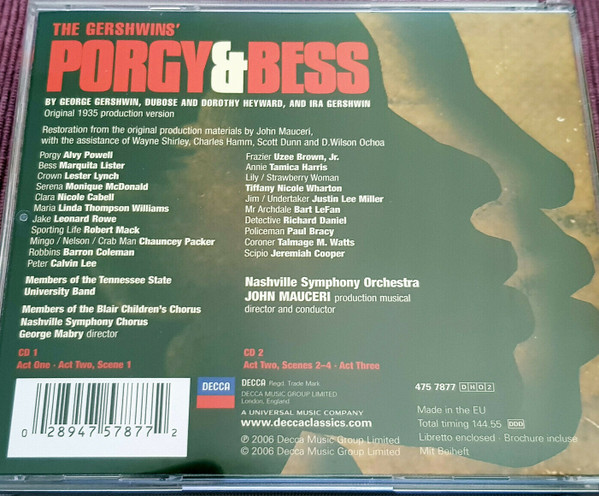 THE GERSHWINS'
PORGY&BESS
BY GEORGE GERSHWIN, DUBOSE AND DOROTHY HEYWARD, AND IRA GERSHWIN
Original 1935 production version
Restoration from the original production materials by John Mauceri,
with the assistance of Wayne Shirley, Charles Hamm, Scott Dunn and D.Wilson Ochoa
Porgy Alvy Powell
Bess Marquita Lister
Crown Lester Lynch
Serena Monique McDonald
Clara Nicole Cabell
Maria Linda Thompson Williams
Jake Leonard Rowe
Sporting Life Robert Mack
Mingo / Nelson / Crab Man Chauncey Packer
Robbins Barron Coleman
Peter Calvin Lee
Members of the Tennessee State
University Band
Members of the Blair Children's Chorus
Nashville Symphony Chorus
George Mabry director
Frazier Uzee Brown, Jr.
Annie Tamica Harris
Lily / Strawberry Woman
Tiffany Nicole Wharton
Jim / Undertaker Justin Lee Miller
Mr Archdale Bart LeFan
Detective Richard Daniel
Policeman Paul Bracy
Coroner Talmage M. Watts
Scipio Jeremiah Cooper
Nashville Symphony Orchestra
JOHN MAUCERI production musical
director and conductor
CD 1
Act One · Act Two, Scene 1
CD 2
Act Two, Scenes 2–4 · Act Three
0 28947 57877 2
DECCA
DECCA Regd. Trade Mark
DECCA MUSIC GROUP LIMITED
London, England
A UNIVERSAL MUSIC COMPANY
www.deccaclassics.com
℗ 2006 Decca Music Group Limited
© 2006 Decca Music Group Limited
475 7877 DHO2
Made in the EU
Total timing 144.55 DDD
Libretto enclosed · Brochure incluse
Mit Beiheft